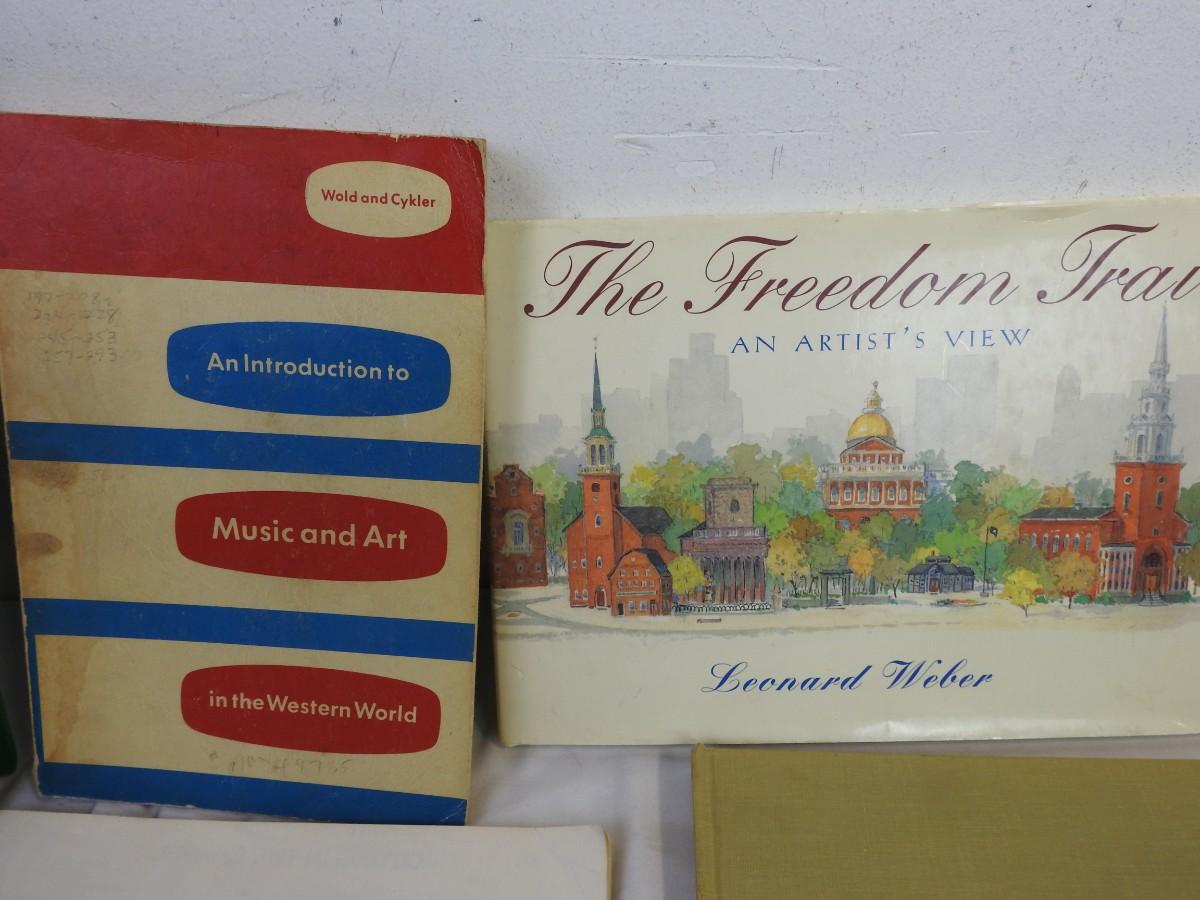 Wold and Cykler
An Introduction to
Music and Art
in the Western World
The Freedom Trai
AN ARTIST'S VIEW
Leonard Weber